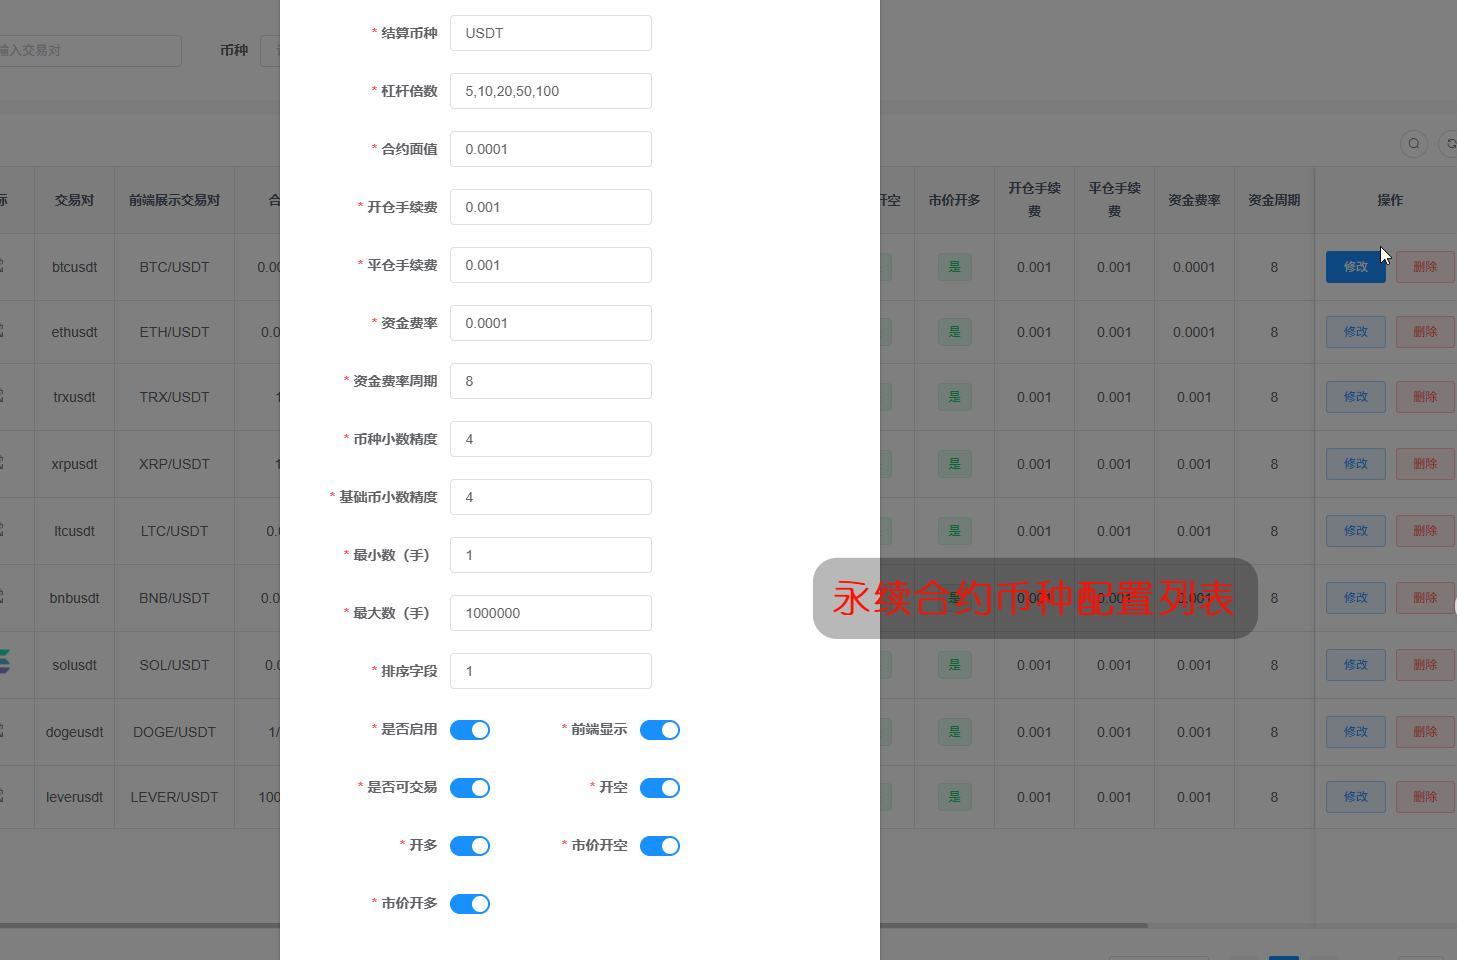 输入交易对 币种
* 结算币种 USDT
* 杠杆倍数 5,10,20,50,100
* 合约面值 0.0001
* 开仓手续费 0.001
* 平仓手续费 0.001
* 资金费率 0.0001
* 资金费率周期 8
* 币种小数精度 4
* 基础币小数精度 4
* 最小数（手） 1
* 最大数（手） 1000000
* 排序字段 1
* 是否启用 * 前端显示
* 是否可交易 * 开空
* 开多 * 市价开空
* 市价开多
标 交易对 前端展示交易对 合 开空 市价开多 开仓手续费 平仓手续费 资金费率 资金周期 操作
btcusdt BTC/USDT 0.00 是 0.001 0.001 0.0001 8 修改 删除
ethusdt ETH/USDT 0.0 是 0.001 0.001 0.0001 8 修改 删除
trxusdt TRX/USDT 1 是 0.001 0.001 0.001 8 修改 删除
xrpusdt XRP/USDT 1 是 0.001 0.001 0.001 8 修改 删除
ltcusdt LTC/USDT 0.0 是 0.001 0.001 0.001 8 修改 删除
bnbusdt BNB/USDT 0.0 是 0.001 0.001 0.001 8 修改 删除
solusdt SOL/USDT 0.0 是 0.001 0.001 0.001 8 修改 删除
dogeusdt DOGE/USDT 1/ 是 0.001 0.001 0.001 8 修改 删除
leverusdt LEVER/USDT 100 是 0.001 0.001 0.001 8 修改 删除
永续合约币种配置列表